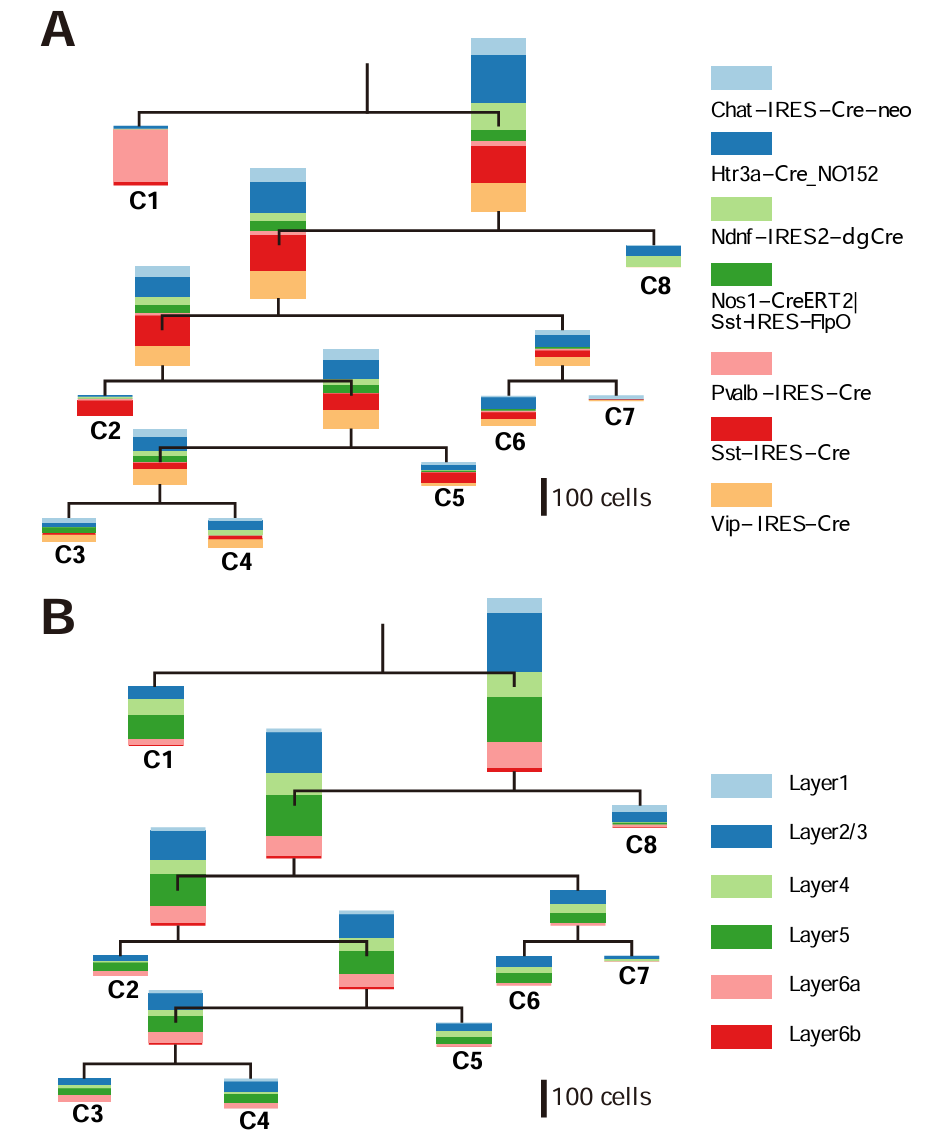 A
Chat-IRES-Cre-neo
C1
Htr3a-Cre_NO152
Ndnf-IRES2-dgCre
C8
Nos1-CreERT2|
Sst-IRES-FlpO
Pvalb-IRES-Cre
C2
C6
C7
Sst-IRES-Cre
C5
100 cells
Vip-IRES-Cre
C3
C4
B
C1
Layer1
C8
Layer2/3
Layer4
Layer5
C2
C6
C7
Layer6a
C5
Layer6b
100 cells
C3
C4